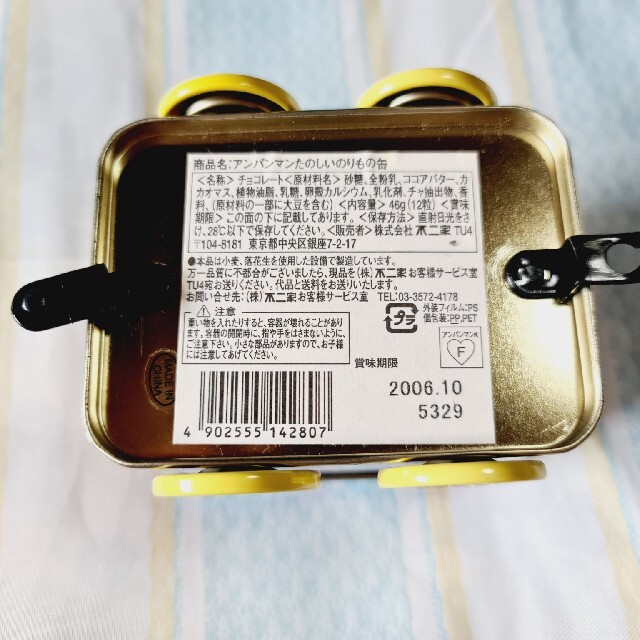 商品名:アンパンマンたのしいのりもの缶
<名称> チョコレート<原材料名> 砂糖、全粉乳、ココアバター、カ
カオマス、植物油脂、乳糖、卵殻カルシウム、乳化剤、チャ抽出物、香
料、(原材料の一部に大豆を含む)<内容量> 46g(12粒) <賞味
期限> この面の下に記載してあります。<保存方法> 直射日光をさ
け、28℃以下で保存してください。<販売者> 株式会社 不二家 TU4
〒104-8181 東京都中央区銀座7-2-17
●本品は小麦、落花生を使用した設備で製造しています。
万一品質に不都合がございましたら、現品を(株)不二家お客様サービス室
TU4宛お送りください。代品と送料をお送りいたします。
お問い合せ先:(株)不二家お客様サービス室 TEL:03-3572-4178
⚠ 注意
重い物を入れたりすると、容器が壊れることがあり
ます。容器の開閉時に、指や手をはさまないようご注
意下さい。小さな部品がありますので、お子様
には注意してあげてください。
プラ
外装フィルム:PS
個包装:PP,PET
アンパンマン
F
賞味期限
2006.10
5329
4 902555 142807
MADE IN
CHINA